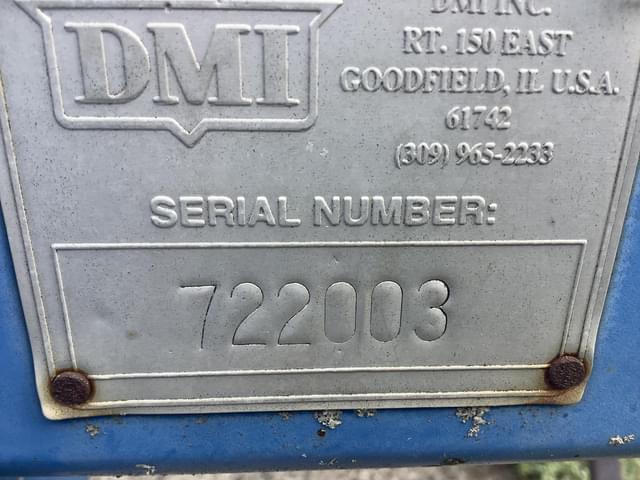 DMI
DMI INC.
RT. 150 EAST
GOODFIELD, IL U.S.A.
61742
(309) 965-2233
SERIAL NUMBER:
722003